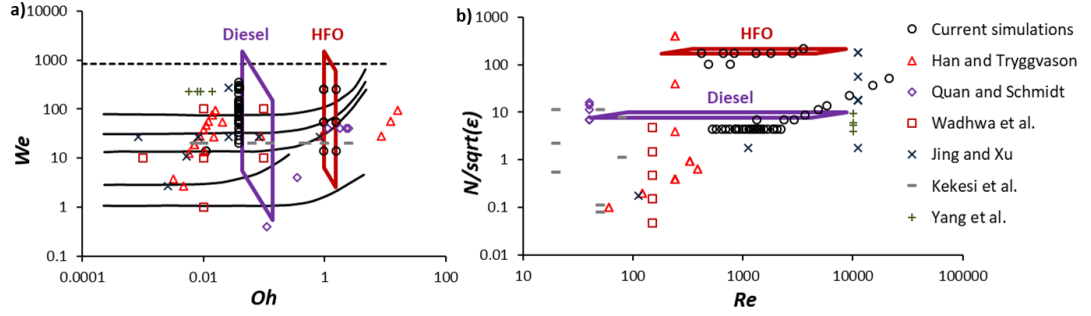 a)
We
10000
1000
100
10
1
0.1
0.0001
0.01
1
100
Oh
Diesel
HFO
b)
N/sqrt(ε)
1000
100
10
1
0.1
0.01
10
100
1000
10000
100000
Re
HFO
Diesel
Current simulations
Han and Tryggvason
Quan and Schmidt
Wadhwa et al.
Jing and Xu
Kekesi et al.
Yang et al.